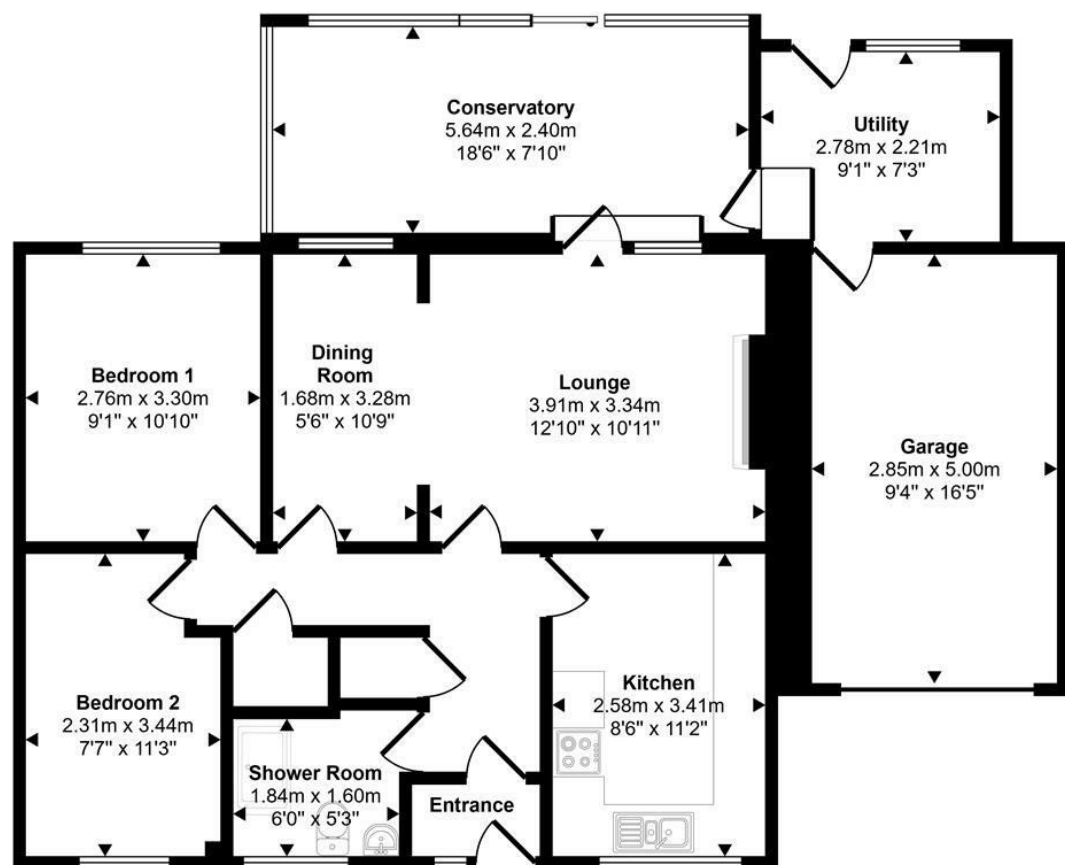 Conservatory
5.64m x 2.40m
18'6" x 7'10"
Utility
2.78m x 2.21m
9'1" x 7'3"
Bedroom 1
2.76m x 3.30m
9'1" x 10'10"
Dining
Room
1.68m x 3.28m
5'6" x 10'9"
Lounge
3.91m x 3.34m
12'10" x 10'11"
Garage
2.85m x 5.00m
9'4" x 16'5"
Bedroom 2
2.31m x 3.44m
7'7" x 11'3"
Shower Room
1.84m x 1.60m
6'0" x 5'3"
Entrance
Kitchen
2.58m x 3.41m
8'6" x 11'2"